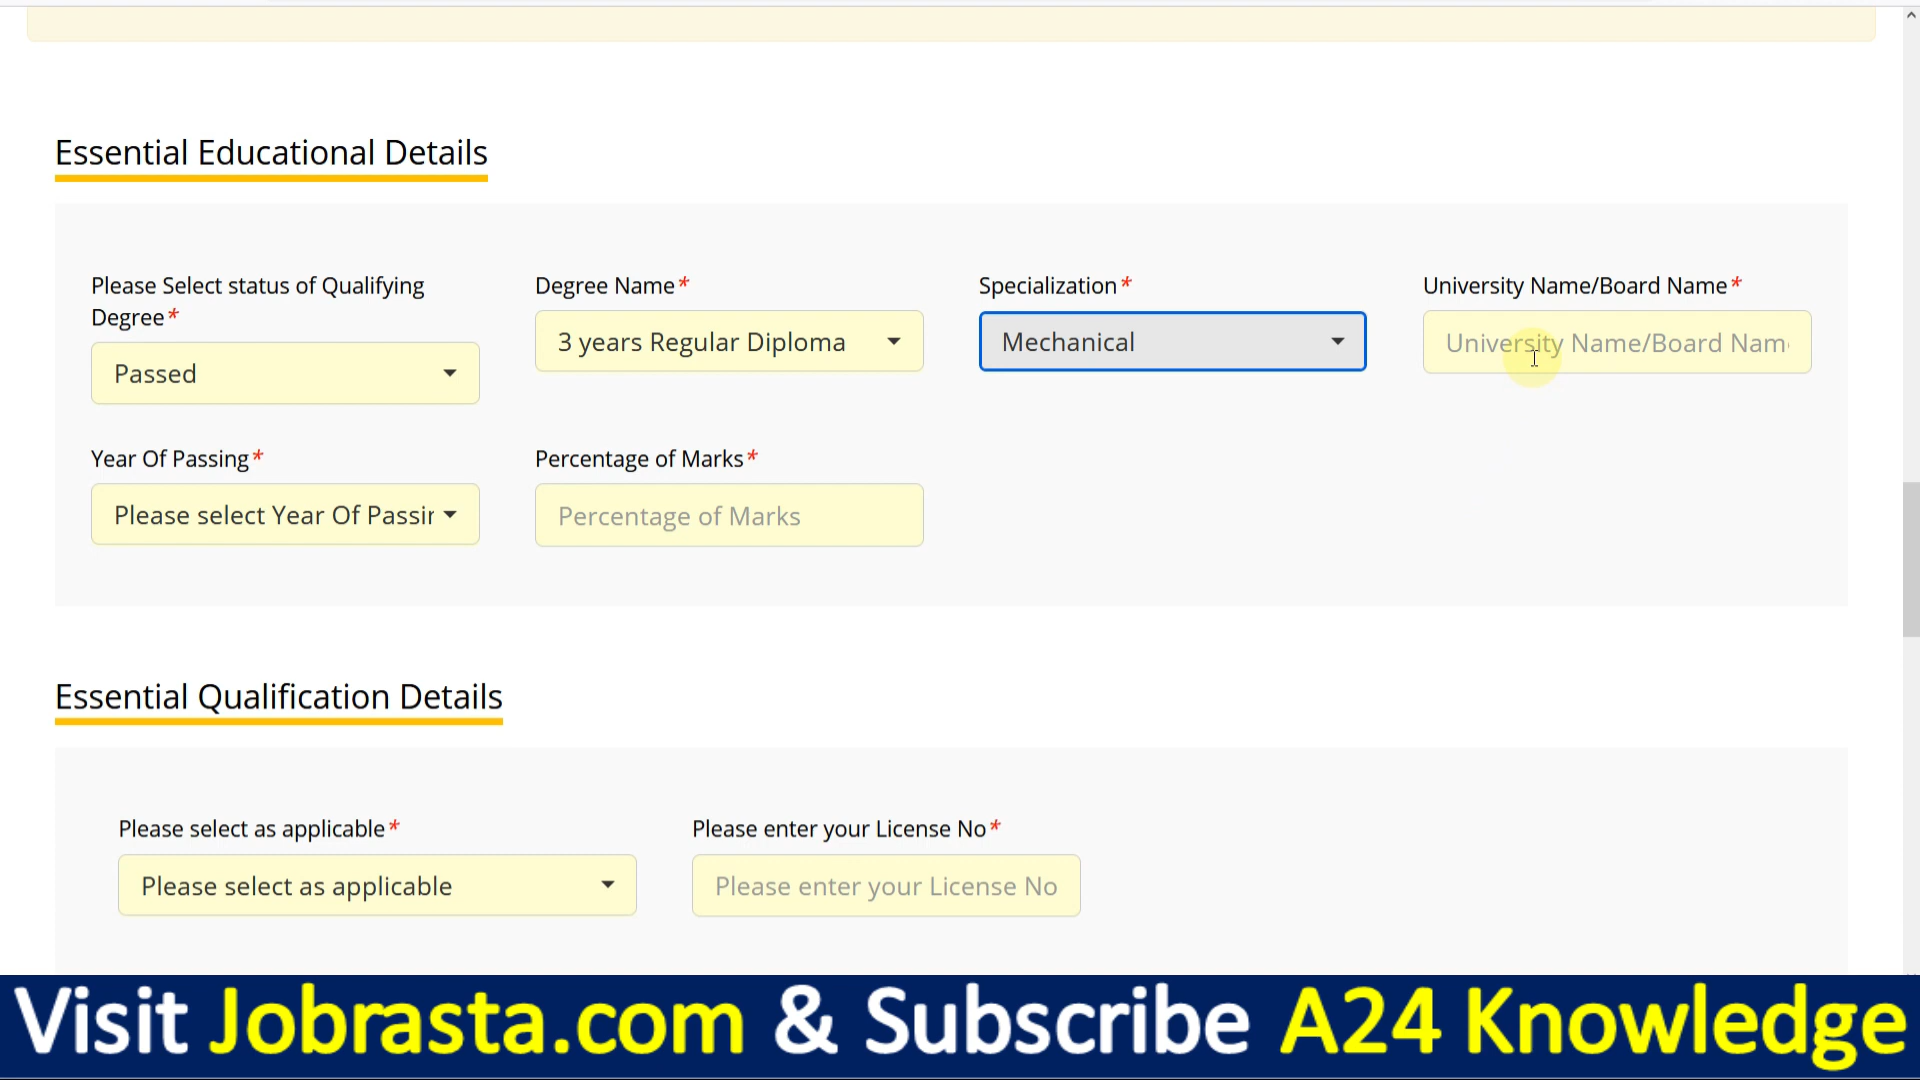 Essential Educational Details
Please Select status of Qualifying
Degree*
Degree Name*
Specialization*
University Name/Board Name*
Passed
3 years Regular Diploma
Mechanical
University Name/Board Nam
Year Of Passing*
Percentage of Marks*
Please select Year Of Passir
Percentage of Marks
Essential Qualification Details
Please select as applicable*
Please enter your License No*
Please select as applicable
Please enter your License No
Visit Jobrasta.com & Subscribe A24 Knowledge